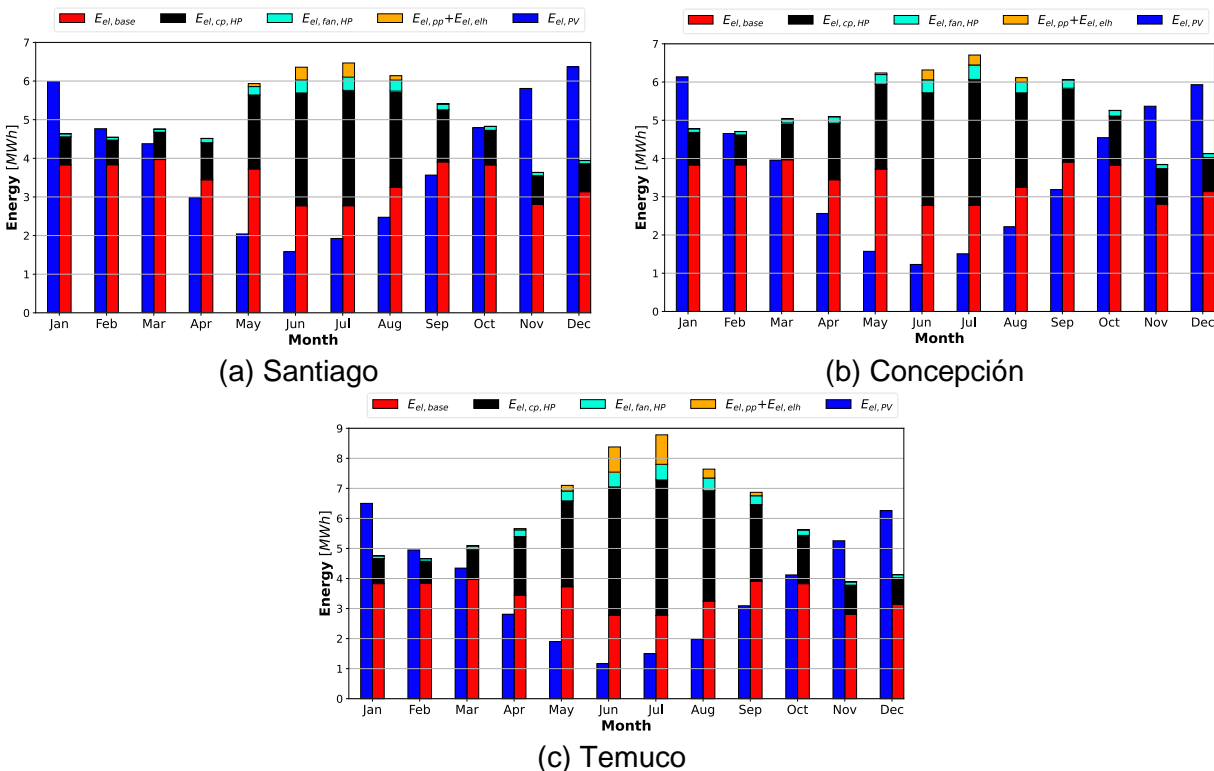 E_el,base E_el,cp,HP E_el,fan,HP E_el,pp+E_el,elh E_el,PV
Energy [MWh]
7
6
5
4
3
2
1
0
Jan Feb Mar Apr May Jun Jul Aug Sep Oct Nov Dec
Month
(a) Santiago
E_el,base E_el,cp,HP E_el,fan,HP E_el,pp+E_el,elh E_el,PV
Energy [MWh]
7
6
5
4
3
2
1
0
Jan Feb Mar Apr May Jun Jul Aug Sep Oct Nov Dec
Month
(b) Concepción
E_el,base E_el,cp,HP E_el,fan,HP E_el,pp+E_el,elh E_el,PV
Energy [MWh]
9
8
7
6
5
4
3
2
1
0
Jan Feb Mar Apr May Jun Jul Aug Sep Oct Nov Dec
Month
(c) Temuco